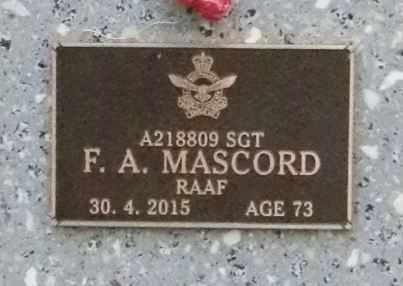 A218809 SGT
F. A. MASCORD
RAAF
30. 4. 2015 AGE 73